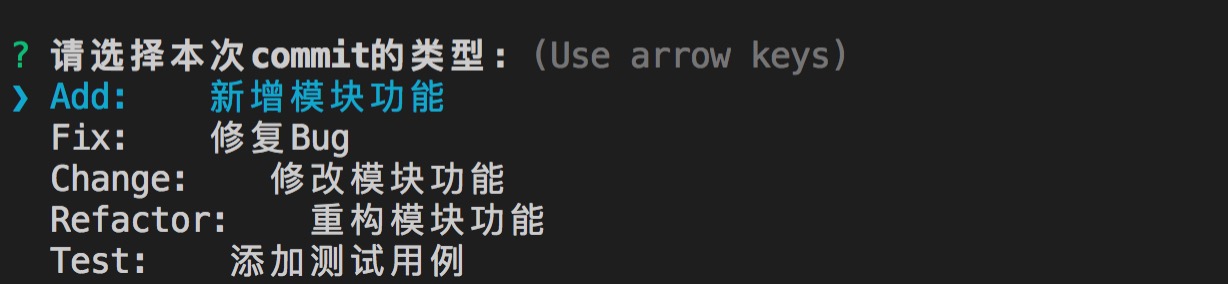 ? 请选择本次commit的类型: (Use arrow keys)
❯ Add:    新增模块功能
  Fix:    修复Bug
  Change:    修改模块功能
  Refactor:    重构模块功能
  Test:    添加测试用例